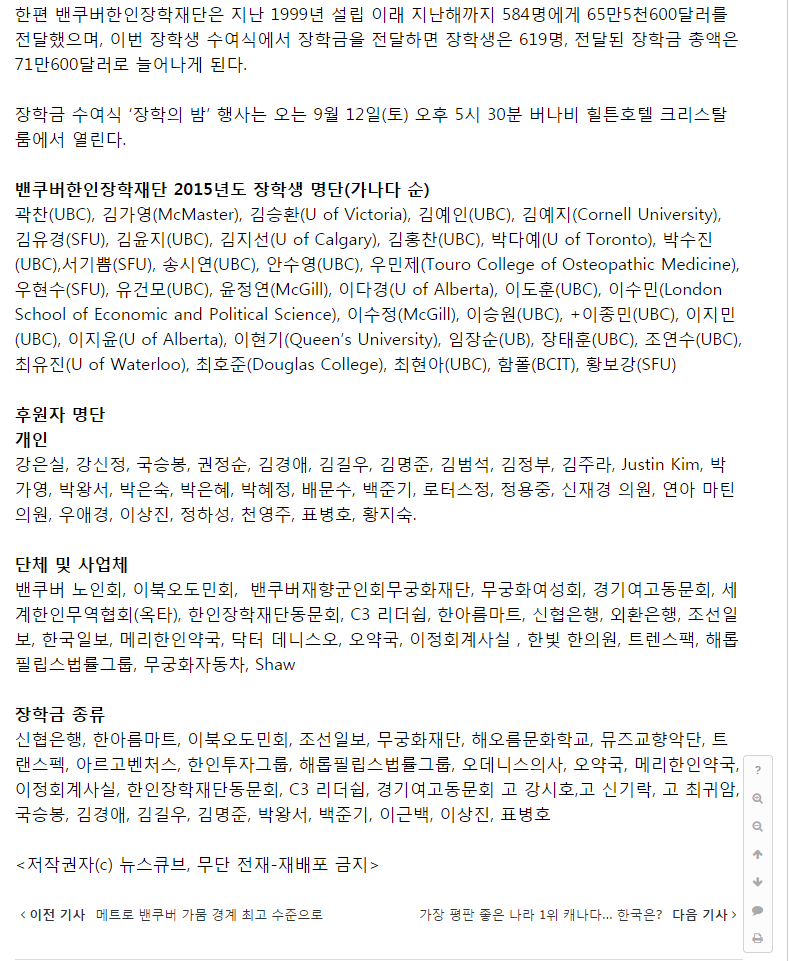 한편 밴쿠버한인장학재단은 지난 1999년 설립 이래 지난해까지 584명에게 65만5천600달러를
전달했으며, 이번 장학생 수여식에서 장학금을 전달하면 장학생은 619명, 전달된 장학금 총액은
71만600달러로 늘어나게 된다.
장학금 수여식 ‘장학의 밤’ 행사는 오는 9월 12일(토) 오후 5시 30분 버나비 힐튼호텔 크리스탈
룸에서 열린다.
밴쿠버한인장학재단 2015년도 장학생 명단(가나다 순)
곽찬(UBC), 김가영(McMaster), 김승환(U of Victoria), 김예인(UBC), 김예지(Cornell University),
김유경(SFU), 김윤지(UBC), 김지선(U of Calgary), 김홍찬(UBC), 박다예(U of Toronto), 박수진
(UBC),서기쁨(SFU), 송시연(UBC), 안수영(UBC), 우민제(Touro College of Osteopathic Medicine),
우현수(SFU), 유건모(UBC), 윤정연(McGill), 이다경(U of Alberta), 이도훈(UBC), 이수민(London
School of Economic and Political Science), 이수정(McGill), 이승원(UBC), +이종민(UBC), 이지민
(UBC), 이지윤(U of Alberta), 이현기(Queen’s University), 임장순(UB), 장태훈(UBC), 조연수(UBC),
최유진(U of Waterloo), 최호준(Douglas College), 최현아(UBC), 함폴(BCIT), 황보강(SFU)
후원자 명단
개인
강은실, 강신정, 국승봉, 권정순, 김경애, 김길우, 김명준, 김범석, 김정부, 김주라, Justin Kim, 박
가영, 박왕서, 박은숙, 박은혜, 박혜정, 배문수, 백준기, 로터스정, 정용중, 신재경 의원, 연아 마틴
의원, 우애경, 이상진, 정하성, 천영주, 표병호, 황지숙.
단체 및 사업체
밴쿠버 노인회, 이북오도민회,  밴쿠버재향군인회무궁화재단, 무궁화여성회, 경기여고동문회, 세
계한인무역협회(옥타), 한인장학재단동문회, C3 리더쉽, 한아름마트, 신협은행, 외환은행, 조선일
보, 한국일보, 메리한인약국, 닥터 데니스오, 오약국, 이정회계사실 , 한빛 한의원, 트렌스팩, 해롭
필립스법률그룹, 무궁화자동차, Shaw
장학금 종류
신협은행, 한아름마트, 이북오도민회, 조선일보, 무궁화재단, 해오름문화학교, 뮤즈교향악단, 트
랜스펙, 아르고벤처스, 한인투자그룹, 해롭필립스법률그룹, 오데니스의사, 오약국, 메리한인약국,
이정회계사실, 한인장학재단동문회, C3 리더쉽, 경기여고동문회 고 강시호,고 신기락, 고 최귀암,
국승봉, 김경애, 김길우, 김명준, 박왕서, 백준기, 이근백, 이상진, 표병호
<저작권자(c) 뉴스큐브, 무단 전재-재배포 금지>
‹ 이전 기사 메트로 밴쿠버 가뭄 경계 최고 수준으로 가장 평판 좋은 나라 1위 캐나다... 한국은? 다음 기사 ›
?